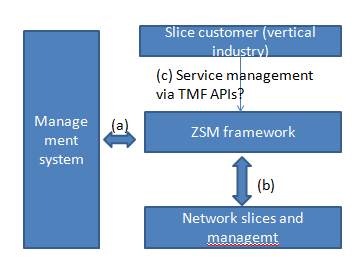 Slice customer (vertical
industry)
(c) Service management
via TMF APIs?
Manage
ment
system
(a)
ZSM framework
(b)
Network slices and
managemt